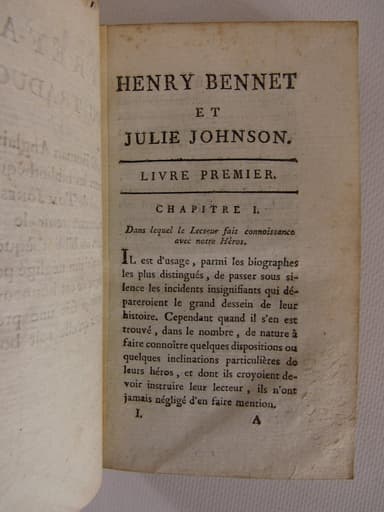 HENRY BENNET
ET
JULIE JOHNSON.
LIVRE PREMIER.
CHAPITRE I.
Dans lequel le Lecteur fait connoissance
avec notre Héros.
IL est d'usage, parmi les biographes
les plus distingués, de passer sous si-
lence les incidents insignifiants qui dé-
pareroient le grand dessein de leur
histoire. Cependant quand il s'en est
trouvé, dans le nombre, de nature à
faire connoître quelques dispositions ou
quelques inclinations particulières de
leurs héros, et dont ils croyoient de-
voir instruire leur lecteur, ils n'ont
jamais négligé d'en faire mention.
I. A